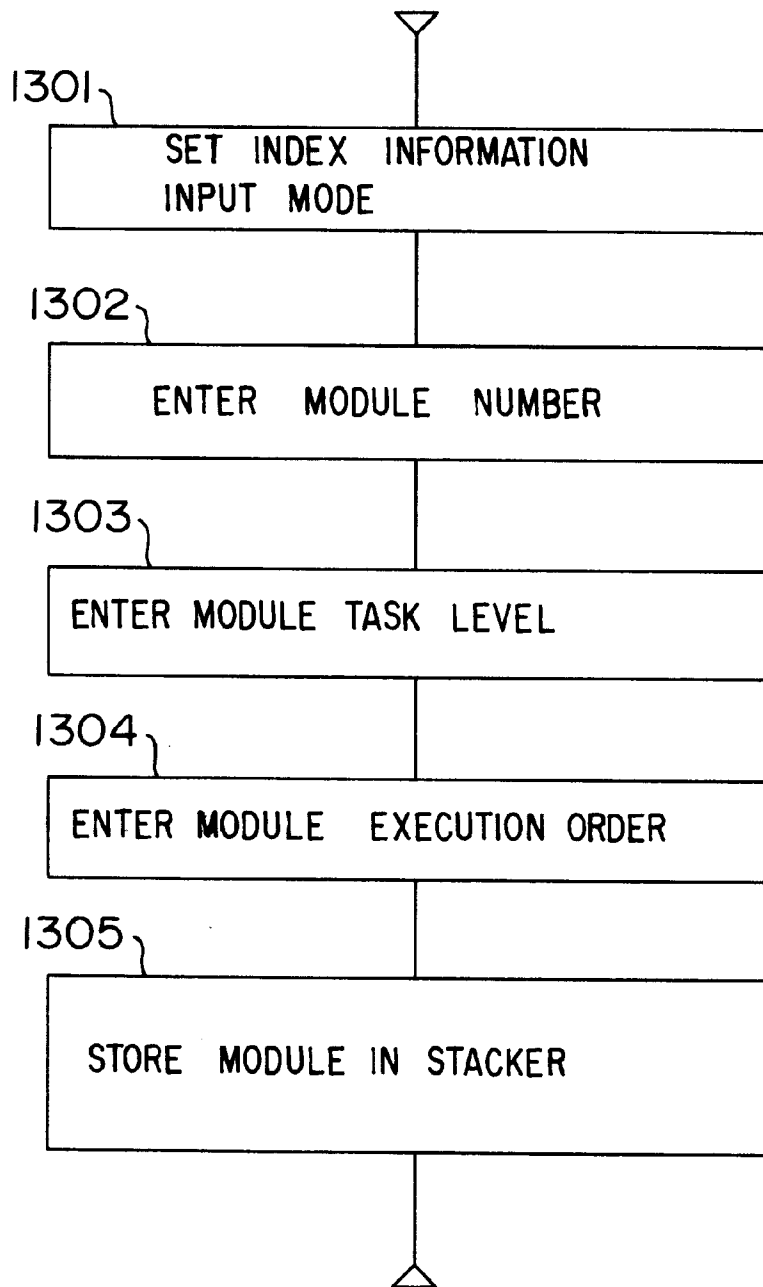 1301
SET INDEX INFORMATION
INPUT MODE
1302
ENTER MODULE NUMBER
1303
ENTER MODULE TASK LEVEL
1304
ENTER MODULE EXECUTION ORDER
1305
STORE MODULE IN STACKER